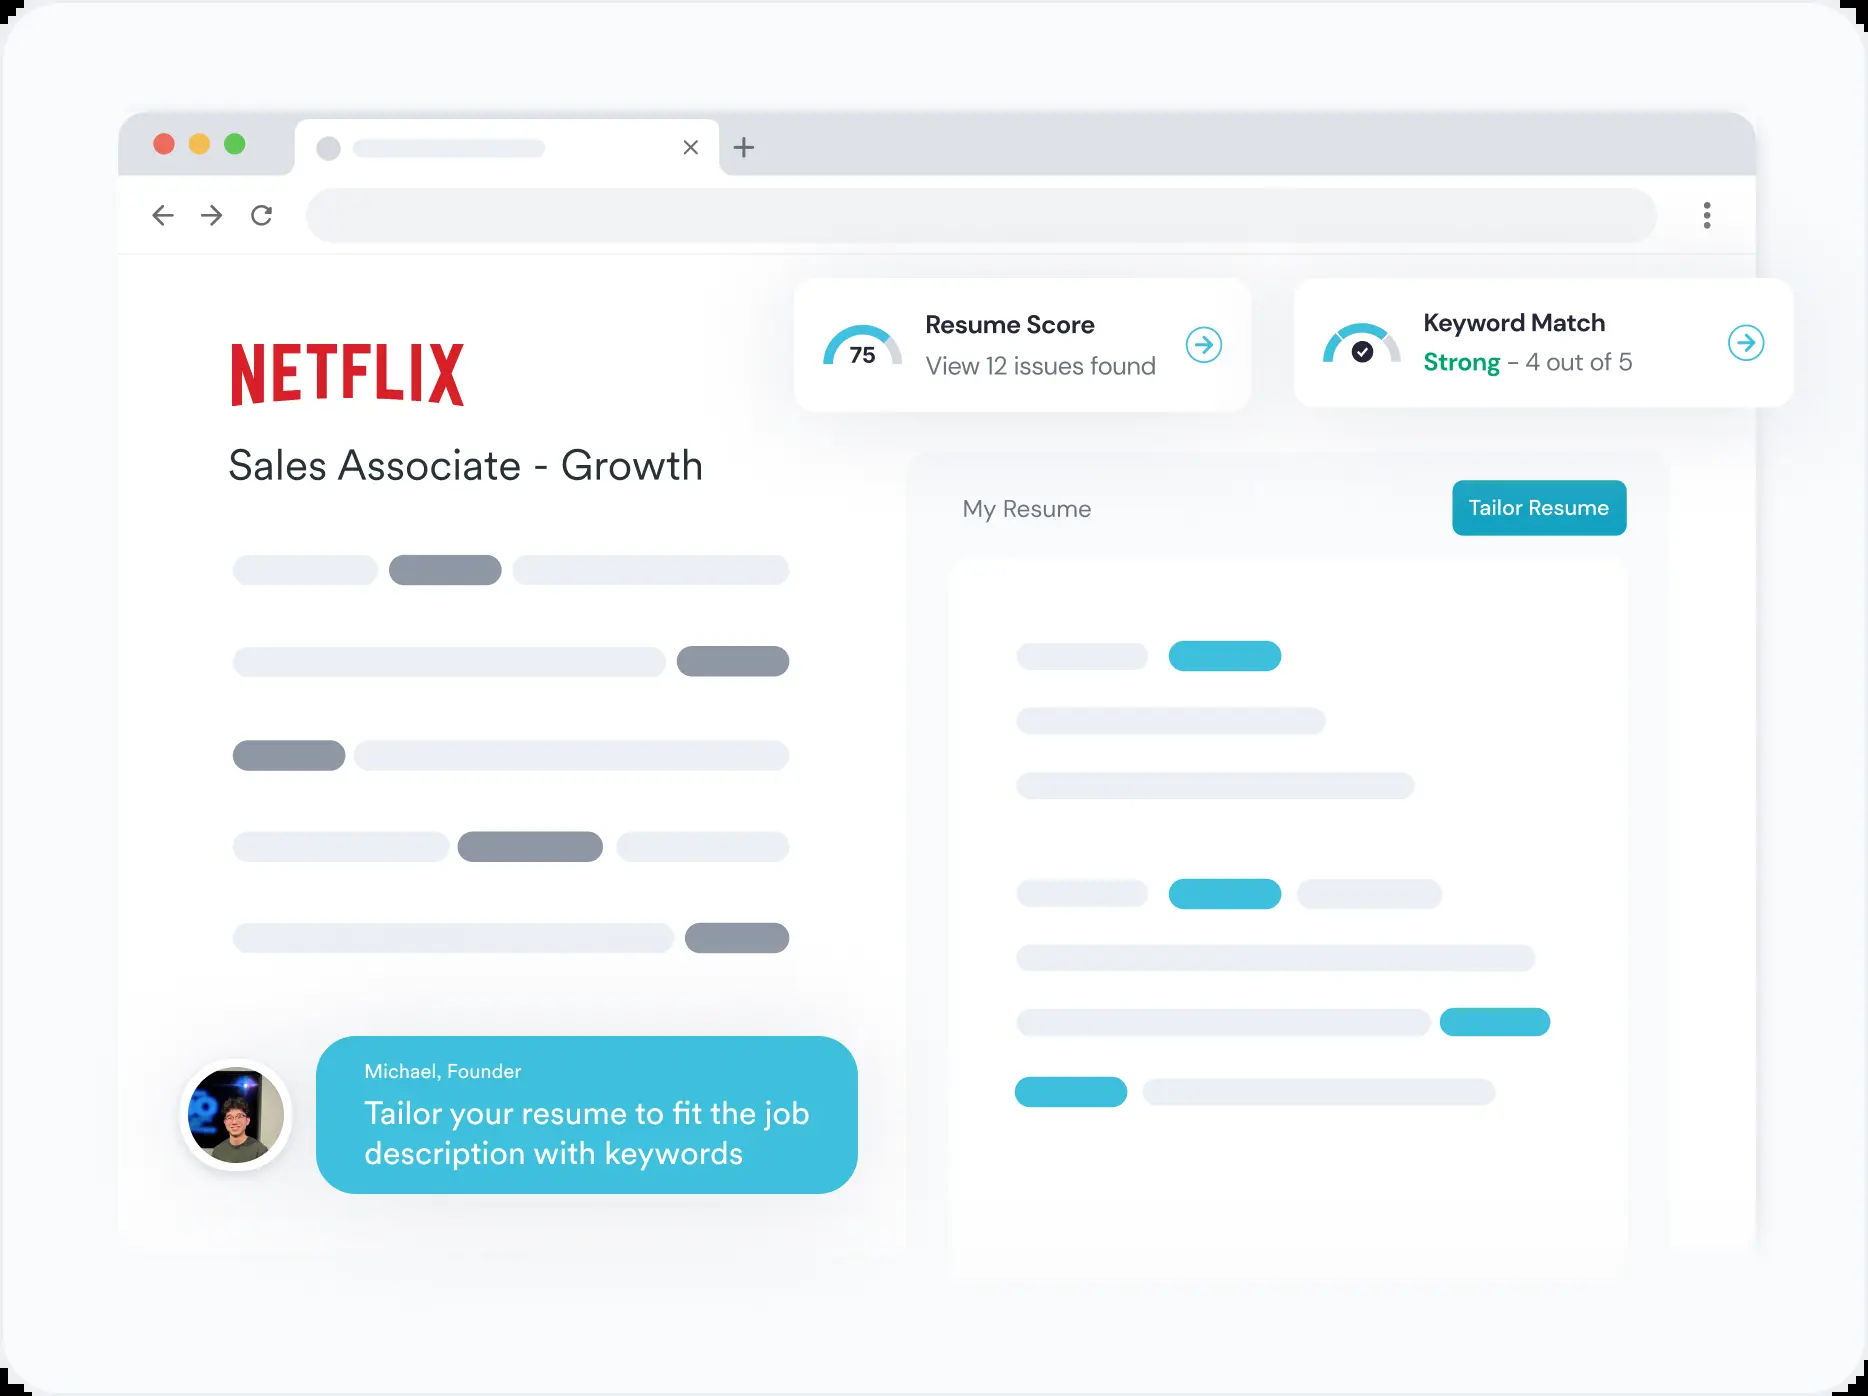 NETFLIX
Sales Associate - Growth
75
Resume Score
View 12 issues found
Keyword Match
Strong - 4 out of 5
My Resume
Tailor Resume
Michael, Founder
Tailor your resume to fit the job
description with keywords